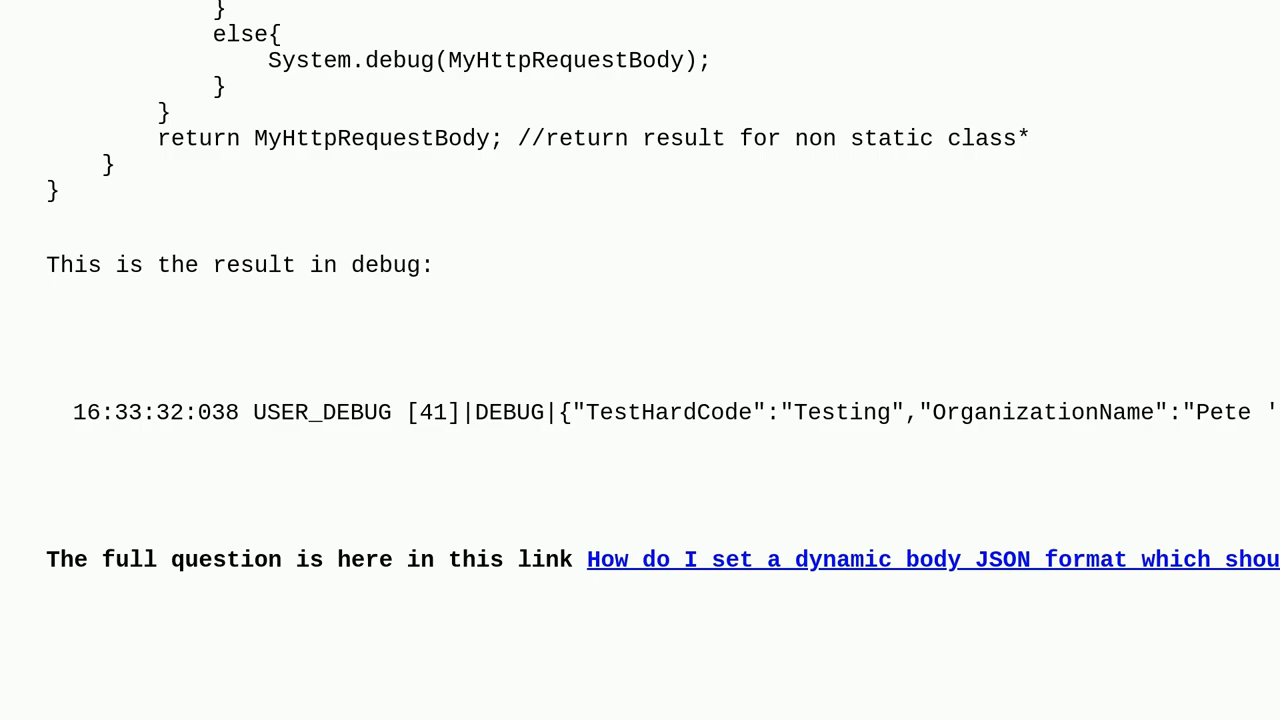 }
else{
System.debug(MyHttpRequestBody);
}
}
return MyHttpRequestBody; //return result for non static class*
}
}
This is the result in debug:
16:33:32:038 USER_DEBUG [41]|DEBUG|{"TestHardCode":"Testing","OrganizationName":"Pete '
The full question is here in this link How do I set a dynamic body JSON format which shou